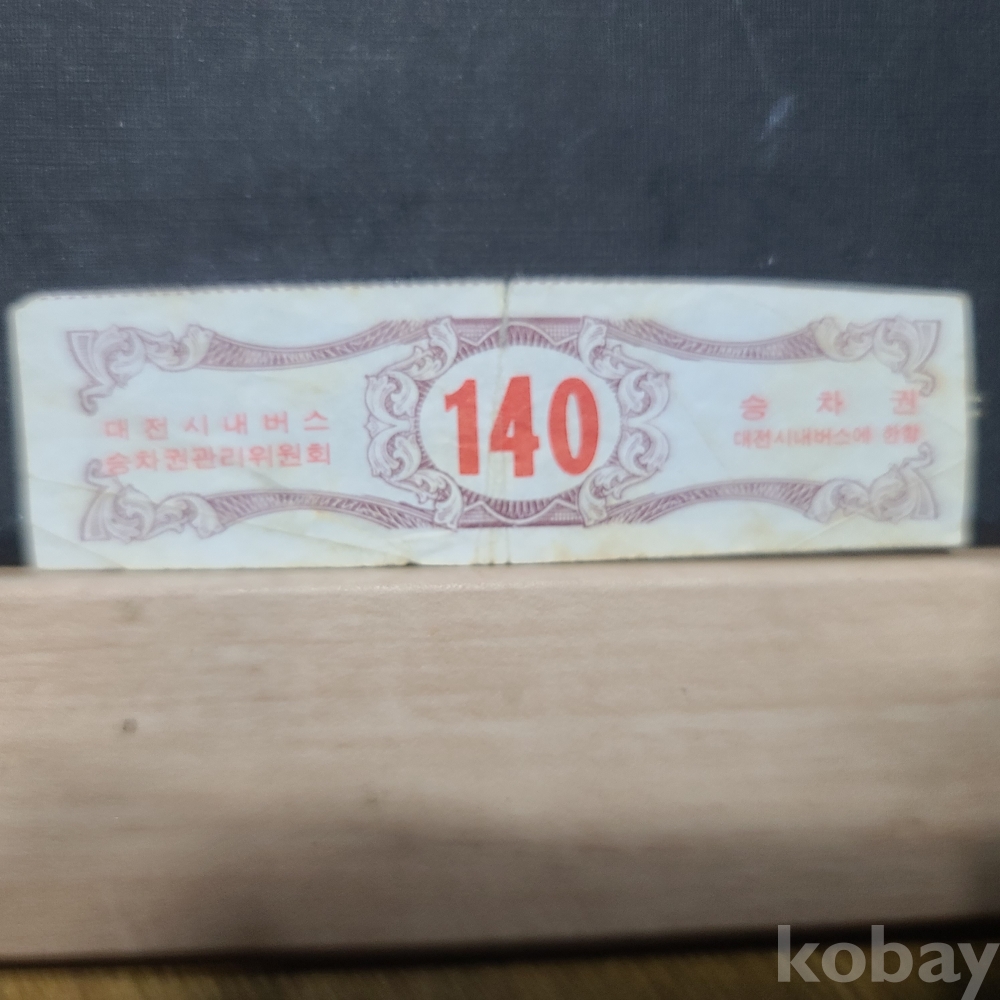 대전시내버스
승차권관리위원회
140
승차권
대전시내버스에 한함
kobay